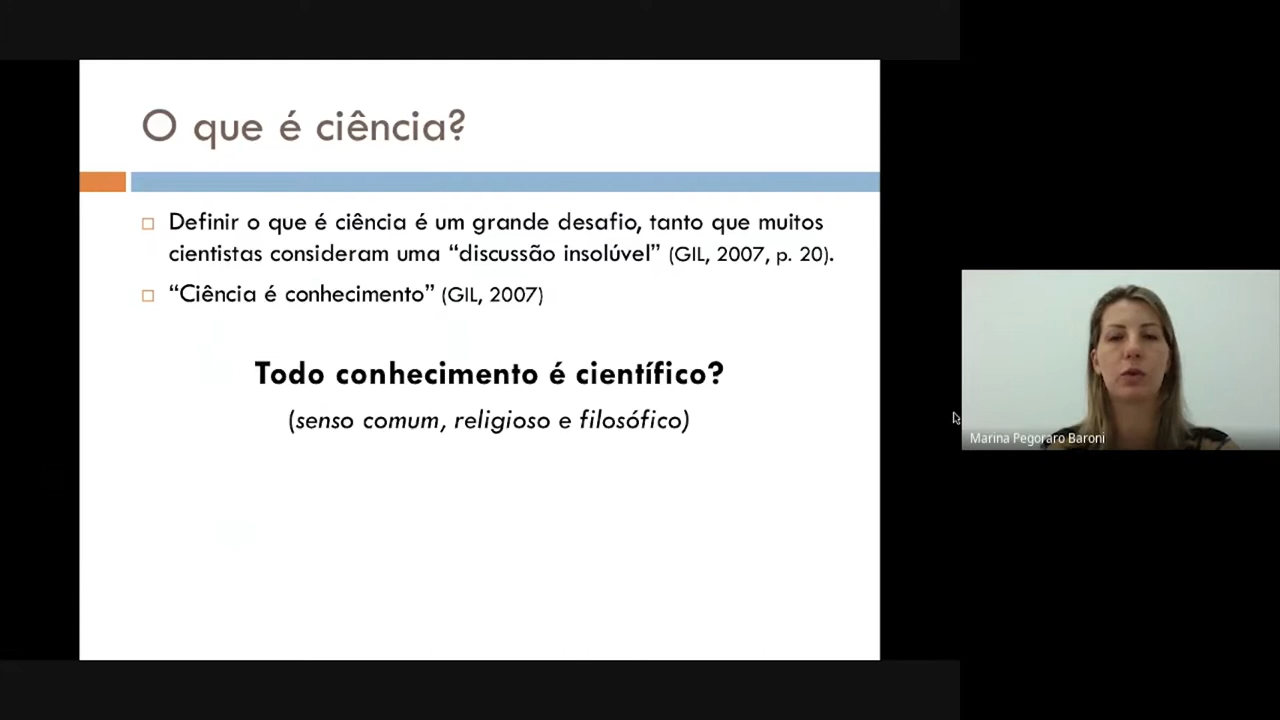 O que é ciência?
Definir o que é ciência é um grande desafio, tanto que muitos
cientistas consideram uma “discussão insolúvel” (GIL, 2007, p. 20).
“Ciência é conhecimento” (GIL, 2007)
Todo conhecimento é científico?
(senso comum, religioso e filosófico)
Marina Pegoraro Baroni